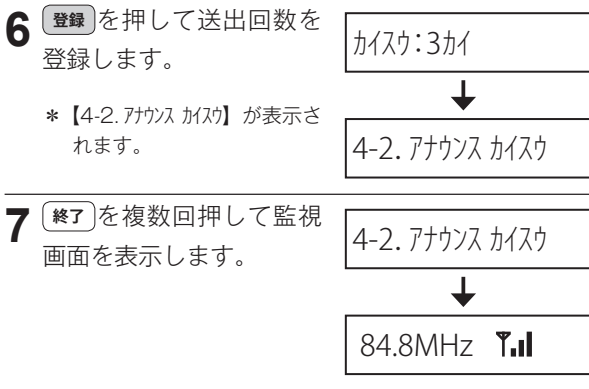 6 登録を押して送出回数を
登録します。
＊【4-2. ｱﾅｳﾝｽ ｶｲｽｳ】が表示さ
れます。
ｶｲｽｳ:3ｶｲ
4-2. ｱﾅｳﾝｽ ｶｲｽｳ
7 終了を複数回押して監視
画面を表示します。
4-2. ｱﾅｳﾝｽ ｶｲｽｳ
84.8MHz